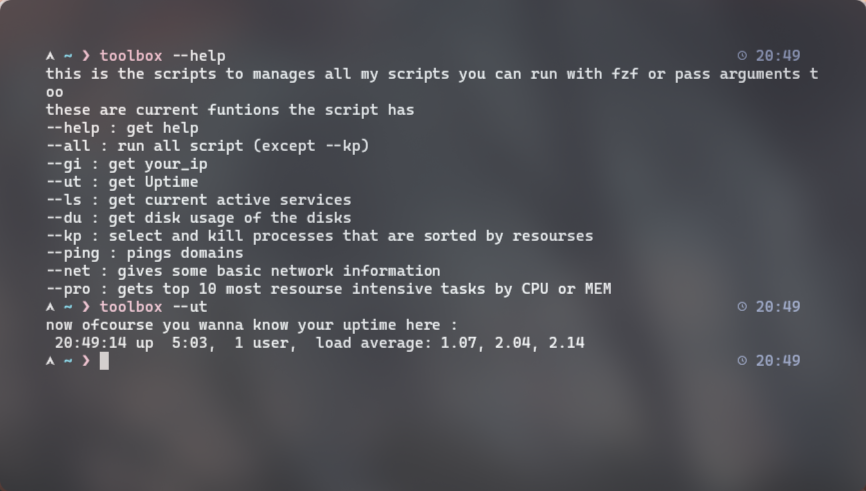 ~ ❯ toolbox --help 20:49
this is the scripts to manages all my scripts you can run with fzf or pass arguments t
oo
these are current funtions the script has
--help : get help
--all : run all script (except --kp)
--gi : get your_ip
--ut : get Uptime
--ls : get current active services
--du : get disk usage of the disks
--kp : select and kill processes that are sorted by resourses
--ping : pings domains
--net : gives some basic network information
--pro : gets top 10 most resourse intensive tasks by CPU or MEM
~ ❯ toolbox --ut 20:49
now ofcourse you wanna know your uptime here :
20:49:14 up  5:03,  1 user,  load average: 1.07, 2.04, 2.14
~ ❯ 20:49